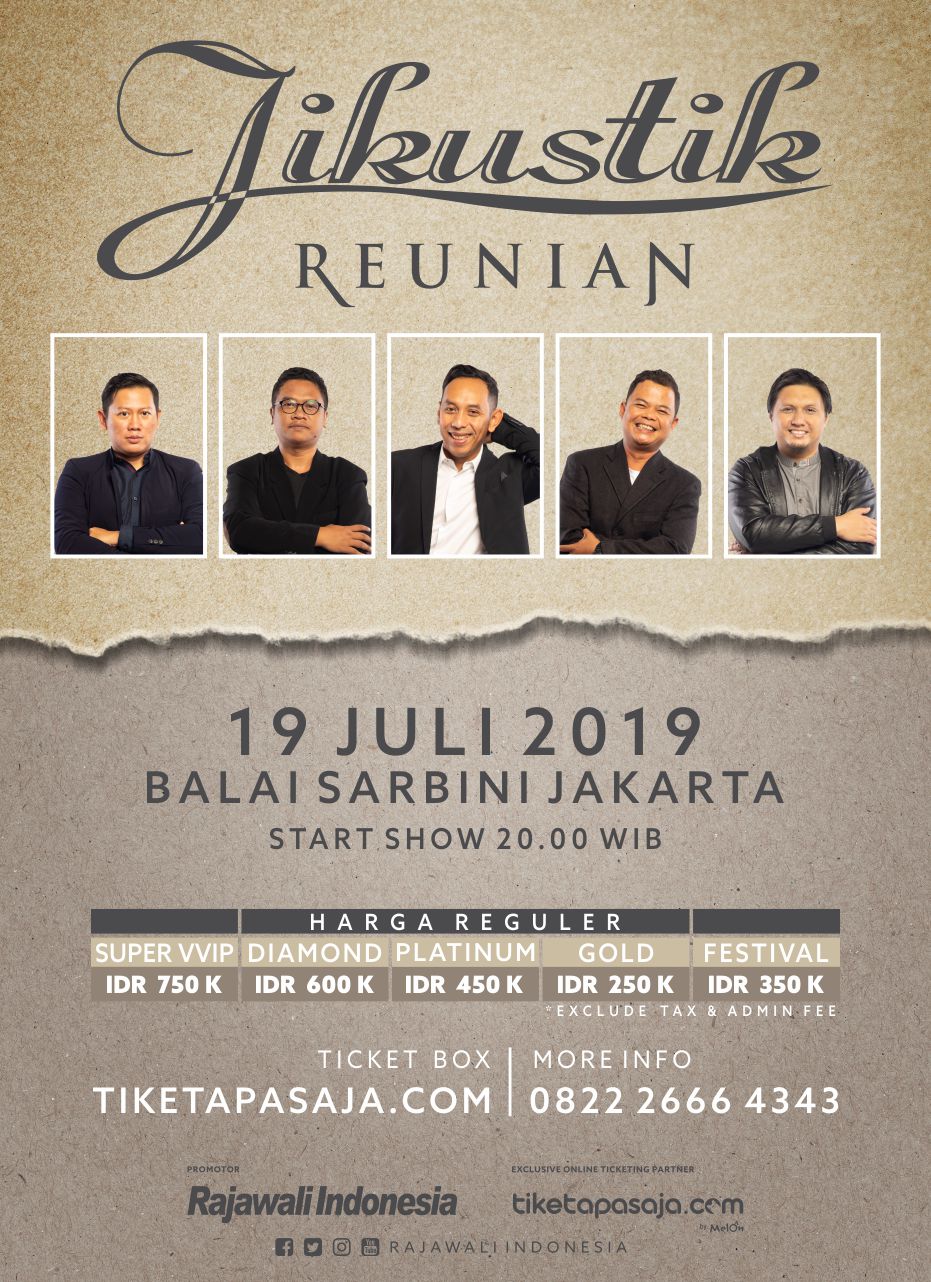 Jikustik
REUNIAN
19 JULI 2019
BALAI SARBINI JAKARTA
START SHOW 20.00 WIB
HARGA REGULER
SUPER VVIP DIAMOND PLATINUM GOLD FESTIVAL
IDR 750 K IDR 600 K IDR 450 K IDR 250 K IDR 350 K
*EXCLUDE TAX & ADMIN FEE
TICKET BOX MORE INFO
TIKETAPASAJA.COM 0822 2666 4343
PROMOTOR EXCLUSIVE ONLINE TICKETING PARTNER
Rajawali Indonesia tiketapasaja.com
by MelOn
You Tube RAJAWALI INDONESIA